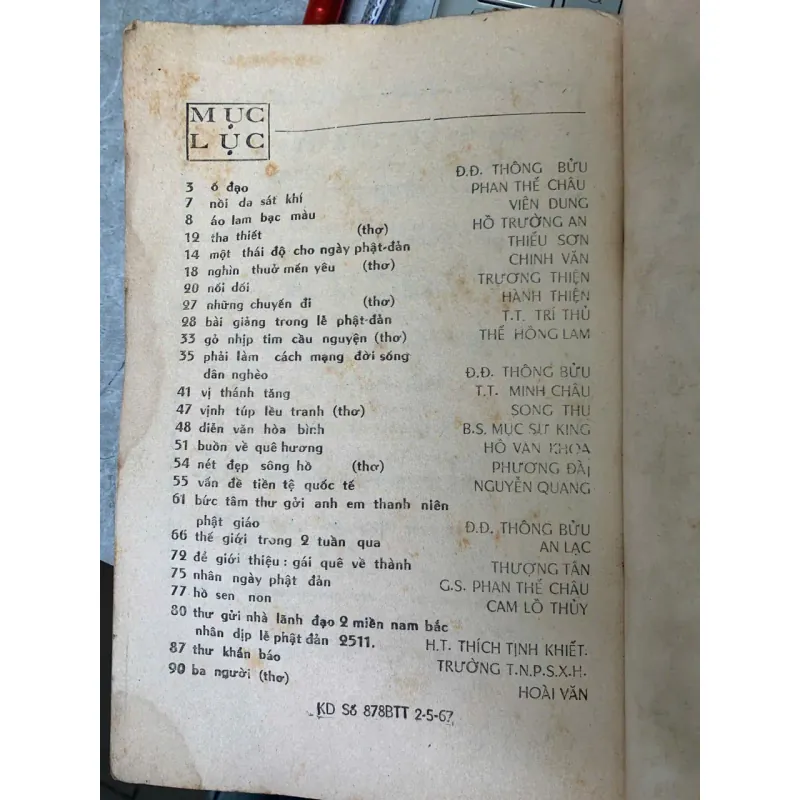 MỤC
LỤC
3 ố đạo Đ.Đ. THÔNG BỬU
7 nồi da sát khí PHAN THẾ CHÂU
8 áo lam bạc màu VIÊN DUNG
12 tha thiết (thơ) HỒ TRƯỜNG AN
14 một thái độ cho ngày phật-đản THIẾU SƠN
18 nghìn thuở mến yêu (thơ) CHINH VĂN
20 nối dối TRƯƠNG THIỆN
27 những chuyến đi (thơ) HÀNH THIỆN
28 bài giảng trong lễ phật-đản T.T. TRÍ THỦ
33 gỏ nhịp tim cầu nguyện (thơ) THẾ HỒNG LAM
35 phải làm cách mạng đời sống
dân nghèo Đ.Đ. THÔNG BỬU
41 vị thánh tăng T.T. MINH CHÂU
47 vịnh túp lều tranh (thơ) SONG THU
48 diển văn hòa bình B.S. MỤC SƯ KING
51 buồn về quê hương HỒ VĂN KHOA
54 nét đẹp sông hồ (thơ) PHƯƠNG ĐÀI
55 vấn đề tiền tệ quốc tế NGUYỄN QUANG
61 bức tâm thư gởi anh em thanh niên
phật giáo Đ.Đ. THÔNG BỬU
66 thế giới trong 2 tuần qua AN LẠC
72 để giới thiệu : gái quê về thành THƯỢNG TÂN
75 nhân ngày phật đản G.S. PHAN THẾ CHÂU
77 hồ sen non CAM LỘ THỦY
80 thư gửi nhà lãnh đạo 2 miền nam bắc
nhân dịp lễ phật đản 2511. H.T. THÍCH TỊNH KHIẾT.
87 thư khẩn báo TRƯỜNG T.N.P.S.X.H.
90 ba người (thơ) HOÀI VĂN
KD Số 878BTT 2-5-67